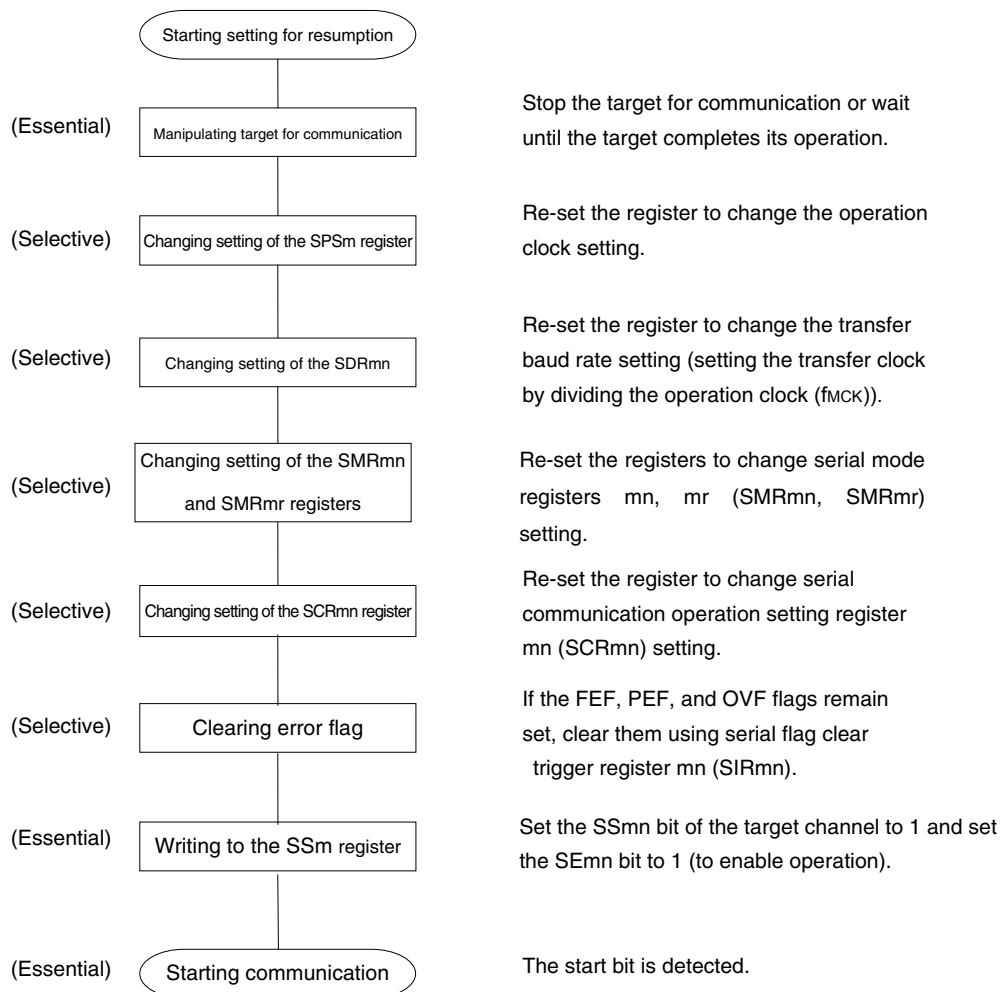 Starting setting for resumption
(Essential)
Manipulating target for communication
Stop the target for communication or wait
until the target completes its operation.
(Selective)
Changing setting of the SPSm register
Re-set the register to change the operation
clock setting.
(Selective)
Changing setting of the SDRmn
Re-set the register to change the transfer
baud rate setting (setting the transfer clock
by dividing the operation clock (fMCK)).
(Selective)
Changing setting of the SMRmn
and SMRmr registers
Re-set the registers to change serial mode
registers mn, mr (SMRmn, SMRmr)
setting.
(Selective)
Changing setting of the SCRmn register
Re-set the register to change serial
communication operation setting register
mn (SCRmn) setting.
(Selective)
Clearing error flag
If the FEF, PEF, and OVF flags remain
set, clear them using serial flag clear
trigger register mn (SIRmn).
(Essential)
Writing to the SSm register
Set the SSmn bit of the target channel to 1 and set
the SEmn bit to 1 (to enable operation).
(Essential)
Starting communication
The start bit is detected.